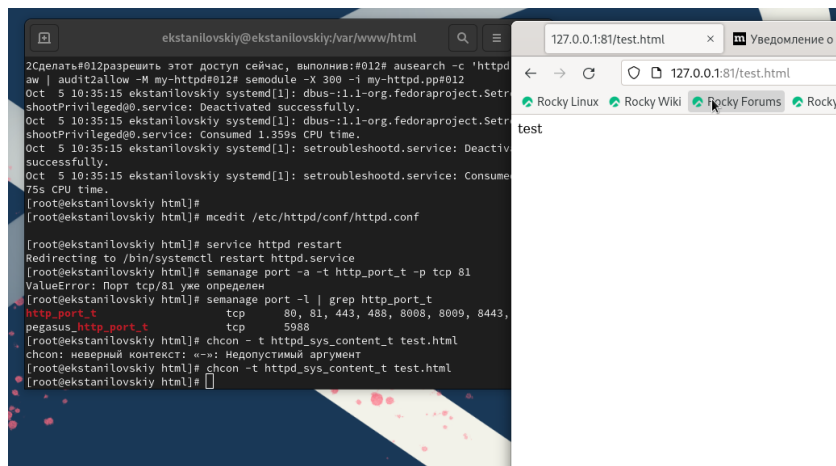 ekstanilovskiy@ekstanilovskiy:/var/www/html
2Сделать#012разрешить этот доступ сейчас, выполнив:#012# ausearch -c 'httpd
aw | audit2allow -M my-httpd#012# semodule -X 300 -i my-httpd.pp#012
Oct 5 10:35:15 ekstanilovskiy systemd[1]: dbus-:1.1-org.fedoraproject.Setro
shootPrivileged@0.service: Deactivated successfully.
Oct 5 10:35:15 ekstanilovskiy systemd[1]: dbus-:1.1-org.fedoraproject.Setr
shootPrivileged@0.service: Consumed 1.359s CPU time.
Oct 5 10:35:15 ekstanilovskiy systemd[1]: setroubleshootd.service: Deactiv
successfully.
Oct 5 10:35:15 ekstanilovskiy systemd[1]: setroubleshootd.service: Consume
75s CPU time.
[root@ekstanilovskiy html]#
[root@ekstanilovskiy html]# mcedit /etc/httpd/conf/httpd.conf
[root@ekstanilovskiy html]# service httpd restart
Redirecting to /bin/systemctl restart httpd.service
[root@ekstanilovskiy html]# semanage port -a -t http_port_t -p tcp 81
ValueError: Порт tcp/81 уже определен
[root@ekstanilovskiy html]# semanage port -l | grep http_port_t
http_port_t tcp 80, 81, 443, 488, 8008, 8009, 8443,
pegasus_http_port_t tcp 5988
[root@ekstanilovskiy html]# chcon - t httpd_sys_content_t test.html
chcon: неверный контекст: «-»: Недопустимый аргумент
[root@ekstanilovskiy html]# chcon -t httpd_sys_content_t test.html
[root@ekstanilovskiy html]#
127.0.0.1:81/test.html
m Уведомление о
127.0.0.1:81/test.html
Rocky Linux Rocky Wiki Rocky Forums Rocky
test